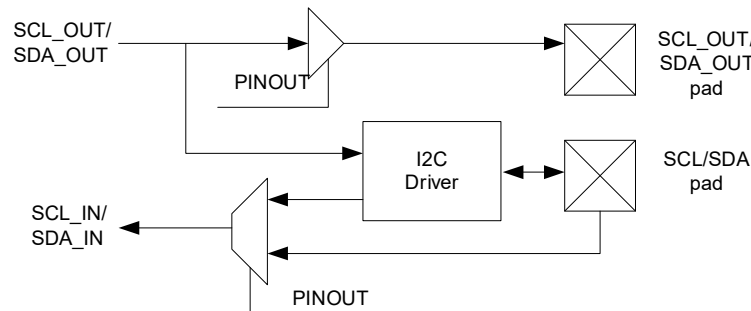 SCL_OUT/
SDA_OUT
PINOUT
SCL_OUT/
SDA_OUT
pad
I2C
Driver
SCL/SDA
pad
SCL_IN/
SDA_IN
PINOUT